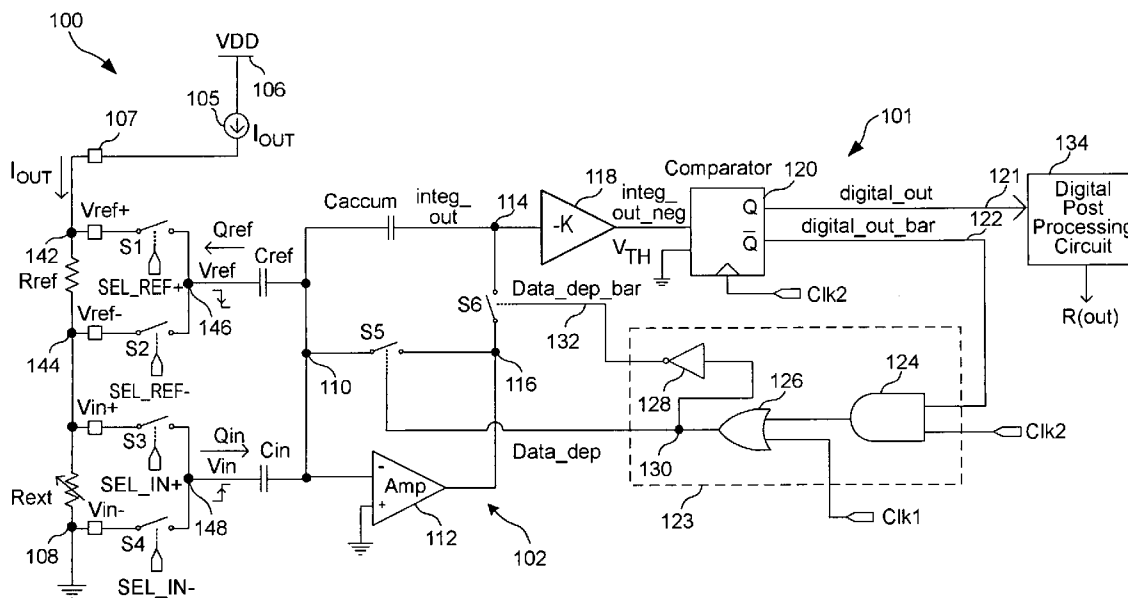 100
VDD
106
105
I_OUT
107
I_OUT
Vref+
142
S1
Qref
Rref
SEL_REF+
Vref
Cref
146
Vref-
144
S2
SEL_REF-
Vin+
S3
Qin
Cin
Vin
SEL_IN+
Rext
Vin-
148
108
S4
SEL_IN-
Caccum
integ_
out
114
118
-K
integ_
out_neg
V_TH
Comparator
120
Q
Q̅
Clk2
101
digital_out
121
digital_out_bar
122
134
Digital
Post
Processing
Circuit
R(out)
S6
Data_dep_bar
132
S5
110
116
128
126
124
Clk2
130
Data_dep
123
Clk1
-
Amp
+
112
102